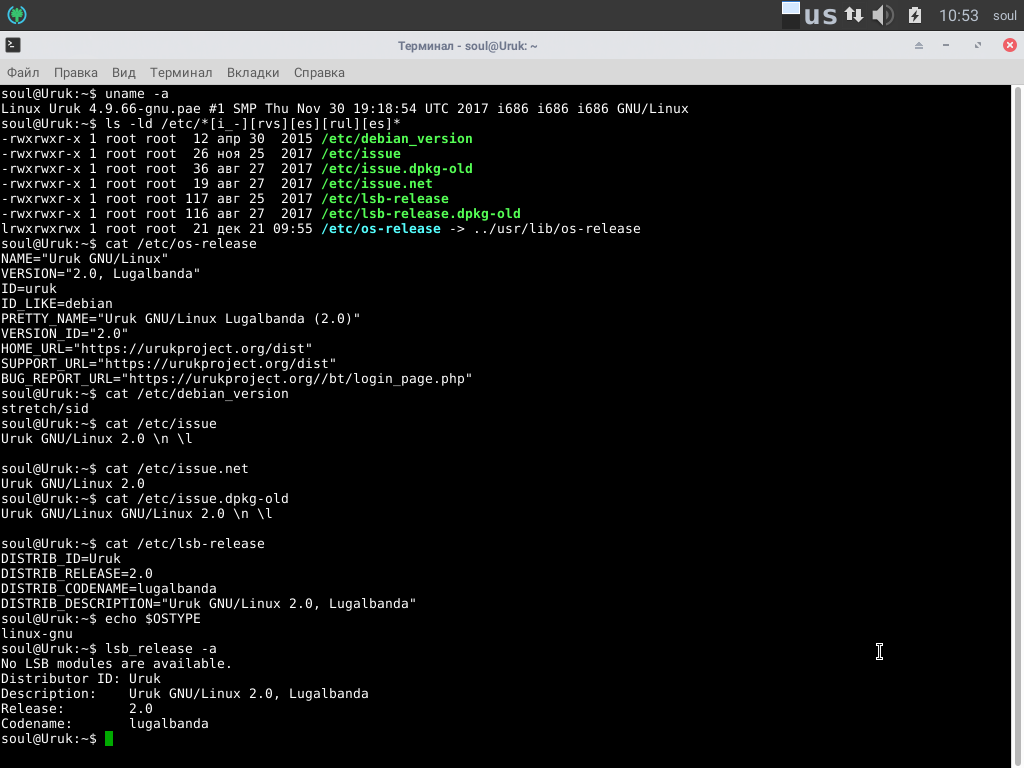 us 10:53 soul
Терминал - soul@Uruk: ~
Файл Правка Вид Терминал Вкладки Справка
soul@Uruk:~$ uname -a
Linux Uruk 4.9.66-gnu.pae #1 SMP Thu Nov 30 19:18:54 UTC 2017 i686 i686 i686 GNU/Linux
soul@Uruk:~$ ls -ld /etc/*[i_-][rvs][es][rul][es]*
-rwxrwxr-x 1 root root  12 апр 30  2015 /etc/debian_version
-rwxrwxr-x 1 root root  26 ноя 25  2017 /etc/issue
-rwxrwxr-x 1 root root  36 авг 27  2017 /etc/issue.dpkg-old
-rwxrwxr-x 1 root root  19 авг 27  2017 /etc/issue.net
-rwxrwxr-x 1 root root 117 авг 25  2017 /etc/lsb-release
-rwxrwxr-x 1 root root 116 авг 27  2017 /etc/lsb-release.dpkg-old
lrwxrwxrwx 1 root root  21 дек 21 09:55 /etc/os-release -> ../usr/lib/os-release
soul@Uruk:~$ cat /etc/os-release
NAME="Uruk GNU/Linux"
VERSION="2.0, Lugalbanda"
ID=uruk
ID_LIKE=debian
PRETTY_NAME="Uruk GNU/Linux Lugalbanda (2.0)"
VERSION_ID="2.0"
HOME_URL="https://urukproject.org/dist"
SUPPORT_URL="https://urukproject.org/dist"
BUG_REPORT_URL="https://urukproject.org//bt/login_page.php"
soul@Uruk:~$ cat /etc/debian_version
stretch/sid
soul@Uruk:~$ cat /etc/issue
Uruk GNU/Linux 2.0 \n \l
soul@Uruk:~$ cat /etc/issue.net
Uruk GNU/Linux 2.0
soul@Uruk:~$ cat /etc/issue.dpkg-old
Uruk GNU/Linux GNU/Linux 2.0 \n \l
soul@Uruk:~$ cat /etc/lsb-release
DISTRIB_ID=Uruk
DISTRIB_RELEASE=2.0
DISTRIB_CODENAME=lugalbanda
DISTRIB_DESCRIPTION="Uruk GNU/Linux 2.0, Lugalbanda"
soul@Uruk:~$ echo $OSTYPE
linux-gnu
soul@Uruk:~$ lsb_release -a
No LSB modules are available.
Distributor ID: Uruk
Description:    Uruk GNU/Linux 2.0, Lugalbanda
Release:        2.0
Codename:       lugalbanda
soul@Uruk:~$